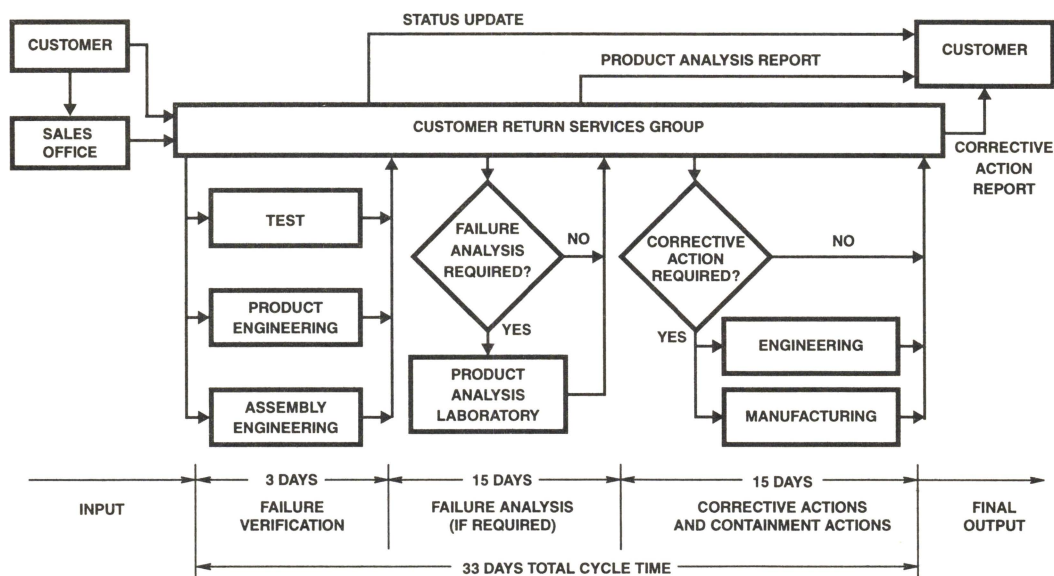 STATUS UPDATE
CUSTOMER
CUSTOMER
PRODUCT ANALYSIS REPORT
SALES
OFFICE
CUSTOMER RETURN SERVICES GROUP
CORRECTIVE
ACTION
REPORT
TEST
PRODUCT
ENGINEERING
ASSEMBLY
ENGINEERING
FAILURE
ANALYSIS
REQUIRED?
NO
YES
PRODUCT
ANALYSIS
LABORATORY
CORRECTIVE
ACTION
REQUIRED?
NO
YES
ENGINEERING
MANUFACTURING
INPUT
3 DAYS
FAILURE
VERIFICATION
15 DAYS
FAILURE ANALYSIS
(IF REQUIRED)
15 DAYS
CORRECTIVE ACTIONS
AND CONTAINMENT ACTIONS
FINAL
OUTPUT
33 DAYS TOTAL CYCLE TIME